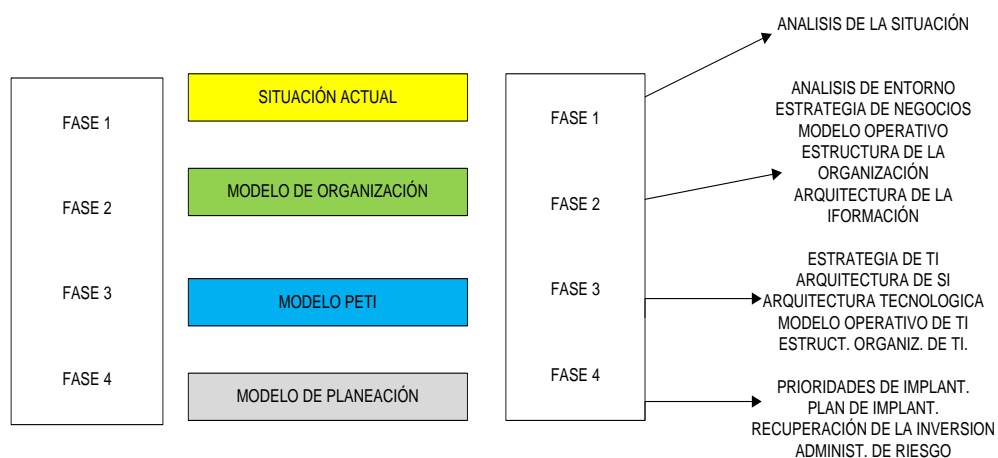 FASE 1
FASE 2
FASE 3
FASE 4
SITUACIÓN ACTUAL
MODELO DE ORGANIZACIÓN
MODELO PETI
MODELO DE PLANEACIÓN
FASE 1
FASE 2
FASE 3
FASE 4
ANALISIS DE LA SITUACIÓN
ANALISIS DE ENTORNO
ESTRATEGIA DE NEGOCIOS
MODELO OPERATIVO
ESTRUCTURA DE LA
ORGANIZACIÓN
ARQUITECTURA DE LA
IFORMACIÓN
ESTRATEGIA DE TI
ARQUITECTURA DE SI
ARQUITECTURA TECNOLOGICA
MODELO OPERATIVO DE TI
ESTRUCT. ORGANIZ. DE TI.
PRIORIDADES DE IMPLANT.
PLAN DE IMPLANT.
RECUPERACIÓN DE LA INVERSION
ADMINIST. DE RIESGO